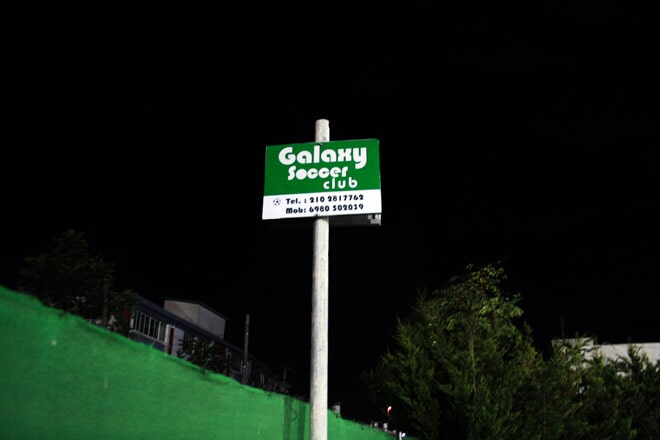 Galaxy
Soccer
club
Tel. : 210 2817762
Mob: 6980 502039